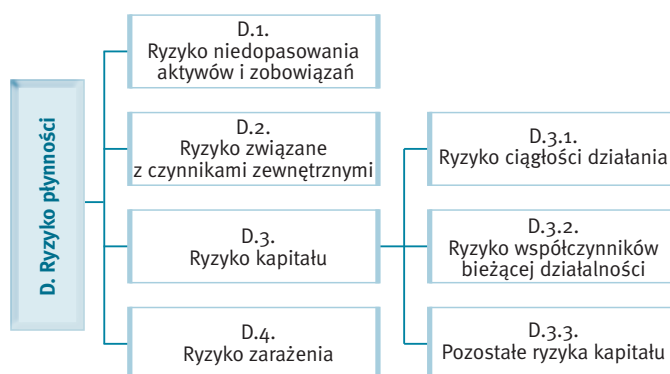 D. Ryzyko płynności
D.1.
Ryzyko niedopasowania
aktywów i zobowiązań
D.2.
Ryzyko związane
z czynnikami zewnętrznymi
D.3.
Ryzyko kapitału
D.4.
Ryzyko zarażenia
D.3.1.
Ryzyko ciągłości działania
D.3.2.
Ryzyko współczynników
bieżącej działalności
D.3.3.
Pozostałe ryzyka kapitału